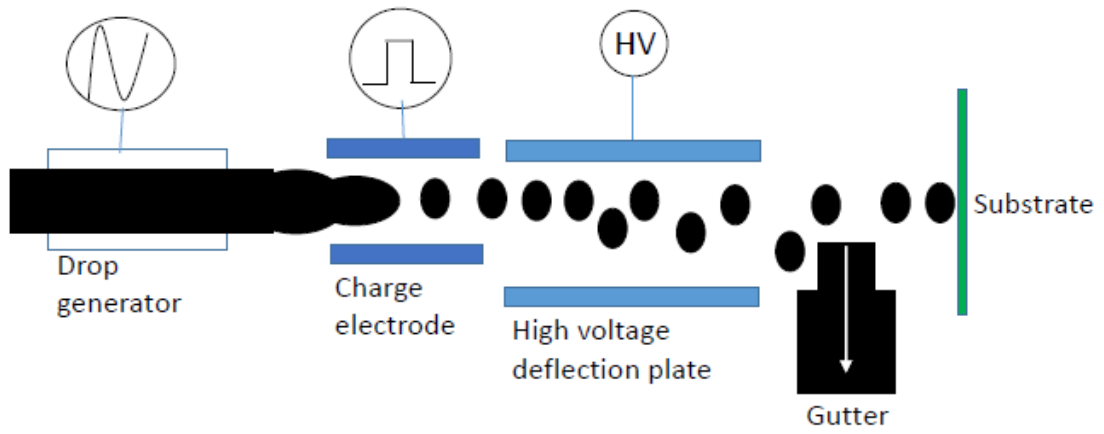 HV
Substrate
Drop
generator
Charge
electrode
High voltage
deflection plate
Gutter